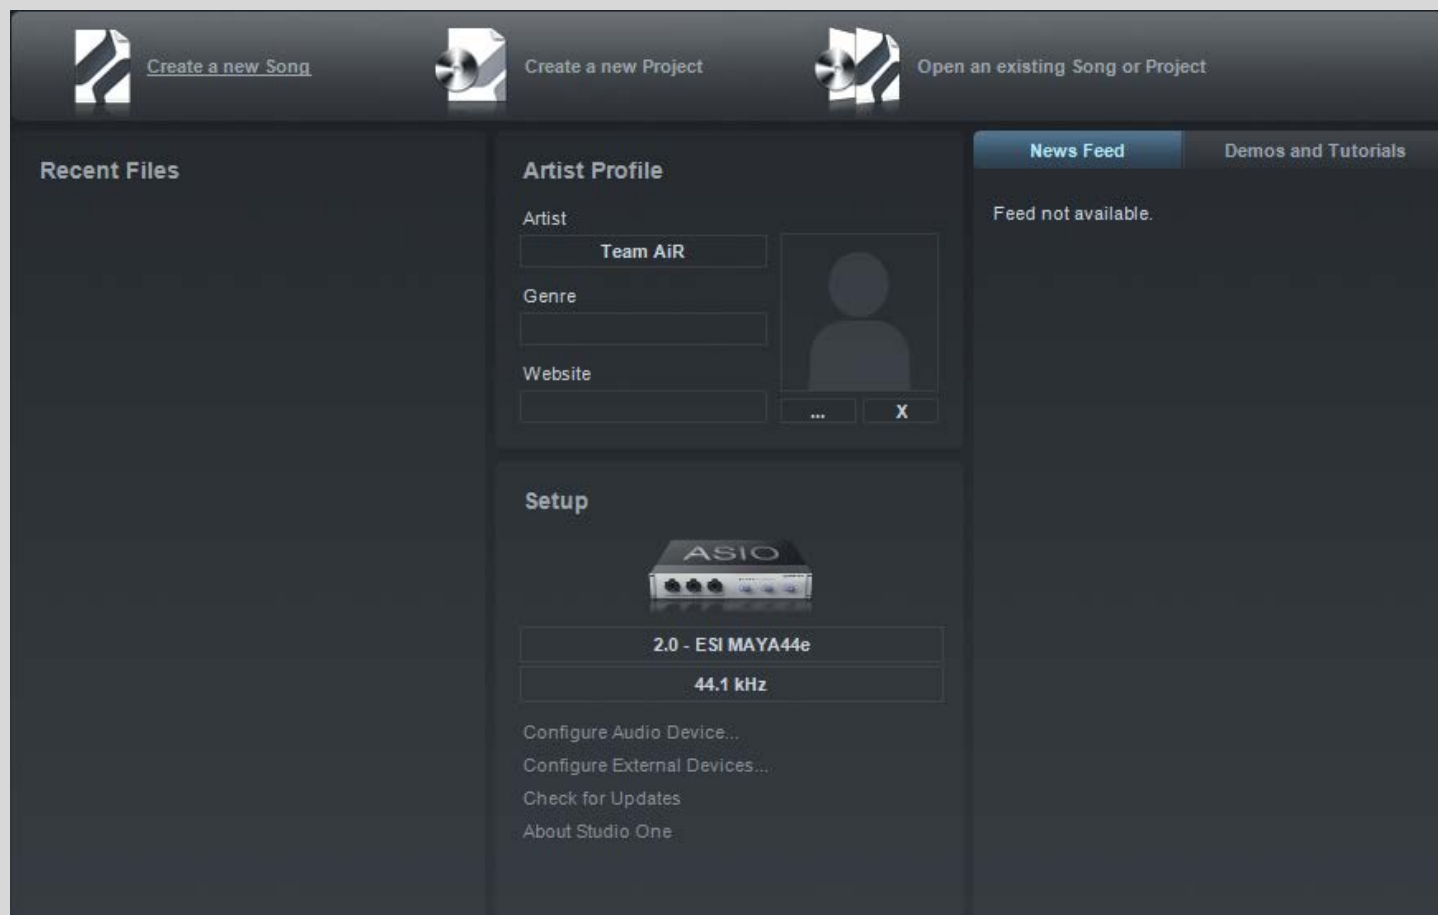 Create a new Song
Create a new Project
Open an existing Song or Project
Recent Files
Artist Profile
Artist
Team AiR
Genre
Website
...
X
Setup
ASIO
2.0 - ESI MAYA44e
44.1 kHz
Configure Audio Device...
Configure External Devices...
Check for Updates
About Studio One
News Feed
Demos and Tutorials
Feed not available.